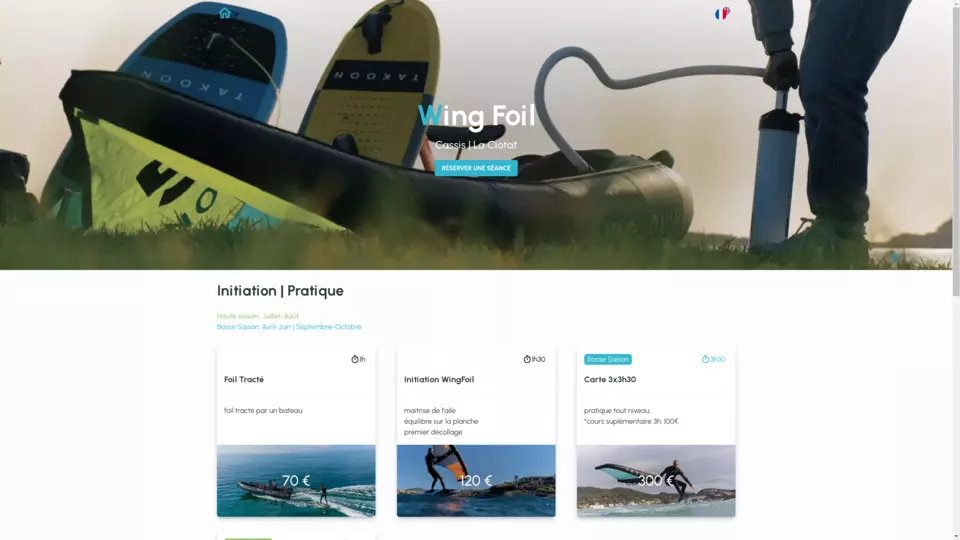 TAKOON
TAKOON
Wing Foil
Cassis | La Ciotat
RÉSERVER UNE SÉANCE
Initiation | Pratique
Haute saison : Juillet-Août
Basse Saison: Avril-Juin | Septembre-Octobre
1h
Foil Tracté
foil tracté par un bateau
70 €
1h30
Initiation WingFoil
maitrise de l'aile
équilibre sur la planche
premier décollage
120 €
Basse Saison
3h30
Carte 3x3h30
pratique tout niveau
*cours suplémentaire 3h: 100€
300 €